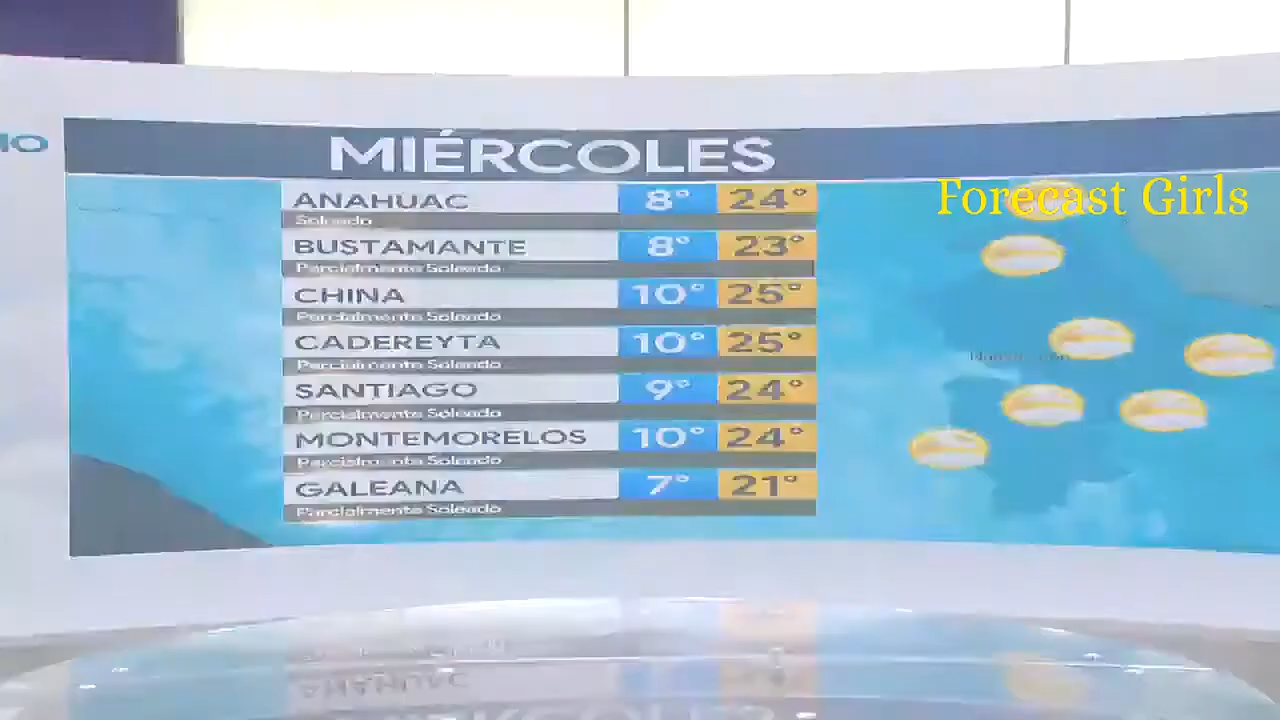 MIÉRCOLES
Forecast Girls
ANAHUAC 8° 24°
Soleado
BUSTAMANTE 8° 23°
Parcialmente Soleado
CHINA 10° 25°
Parcialmente Soleado
CADEREYTA 10° 25°
Parcialmente Soleado
SANTIAGO 9° 24°
Parcialmente Soleado
MONTEMORELOS 10° 24°
Parcialmente Soleado
GALEANA 7° 21°
Parcialmente Soleado